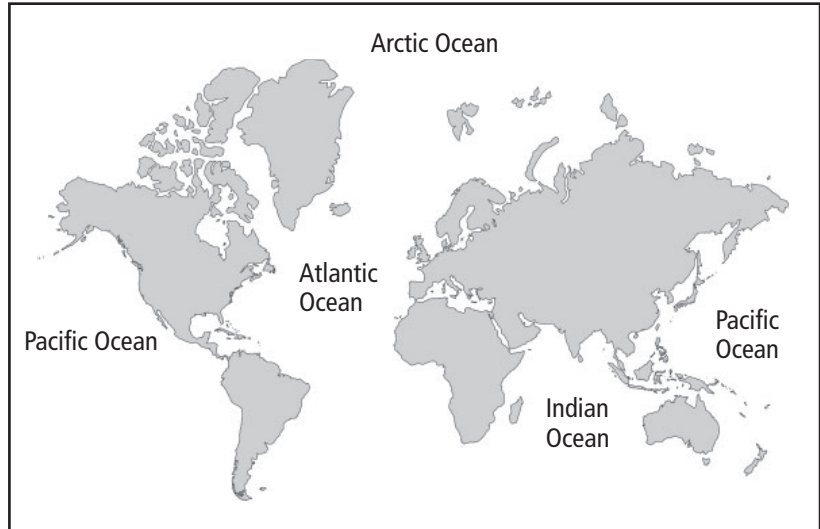 Arctic Ocean
Atlantic
Ocean
Pacific Ocean
Pacific
Ocean
Indian
Ocean